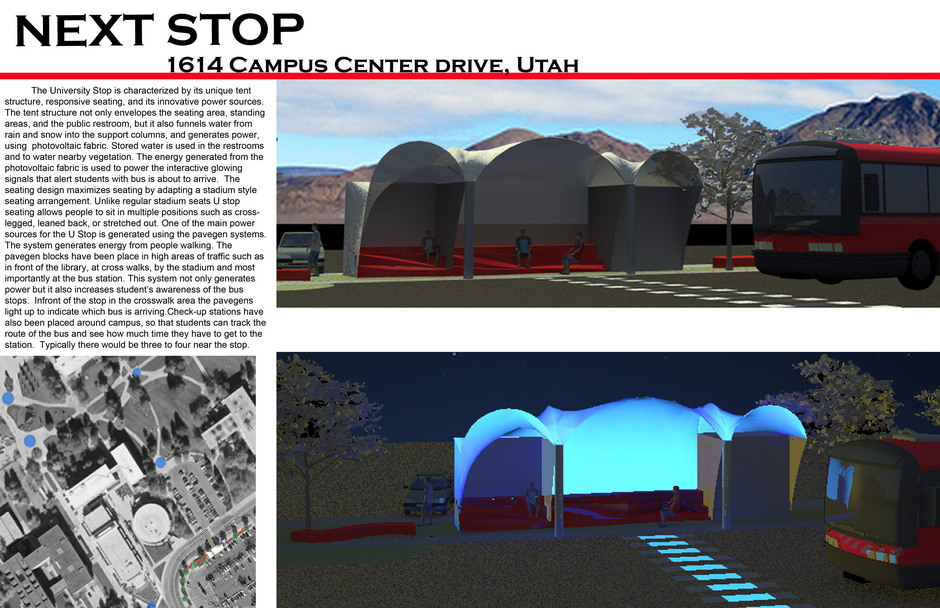 NEXT STOP
1614 CAMPUS CENTER DRIVE, UTAH
The University Stop is characterized by its unique tent
structure, responsive seating, and its innovative power sources.
The tent structure not only envelopes the seating area, standing
areas, and the public restroom, but it also funnels water from
rain and snow into the support columns, and generates power,
using photovoltaic fabric. Stored water is used in the restrooms
and to water nearby vegetation. The energy generated from the
photovoltaic fabric is used to power the interactive glowing
signals that alert students with bus is about to arrive. The
seating design maximizes seating by adapting a stadium style
seating arrangement. Unlike regular stadium seats U stop
seating allows people to sit in multiple positions such as cross-
legged, leaned back, or stretched out. One of the main power
sources for the U Stop is generated using the pavegen systems.
The system generates energy from people walking. The
pavegen blocks have been place in high areas of traffic such as
in front of the library, at cross walks, by the stadium and most
importantly at the bus station. This system not only generates
power but it also increases student's awareness of the bus
stops. Infront of the stop in the crosswalk area the pavegens
light up to indicate which bus is arriving.Check-up stations have
also been placed around campus, so that students can track the
route of the bus and see how much time they have to get to the
station. Typically there would be three to four near the stop.